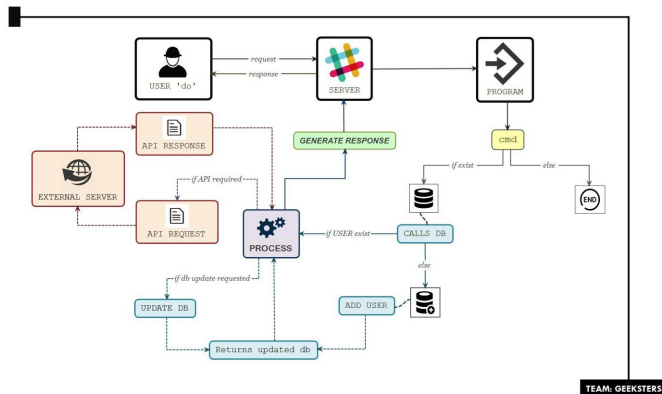 request
response
USER 'do'
SERVER
PROGRAM
GENERATE RESPONSE
cmd
API RESPONSE
if exist
else
EXTERNAL SERVER
if API required
END
API REQUEST
PROCESS
if USER exist
CALLS DB
else
if db update requested
UPDATE DB
ADD USER
Returns updated db
TEAM: GEEKSTERS